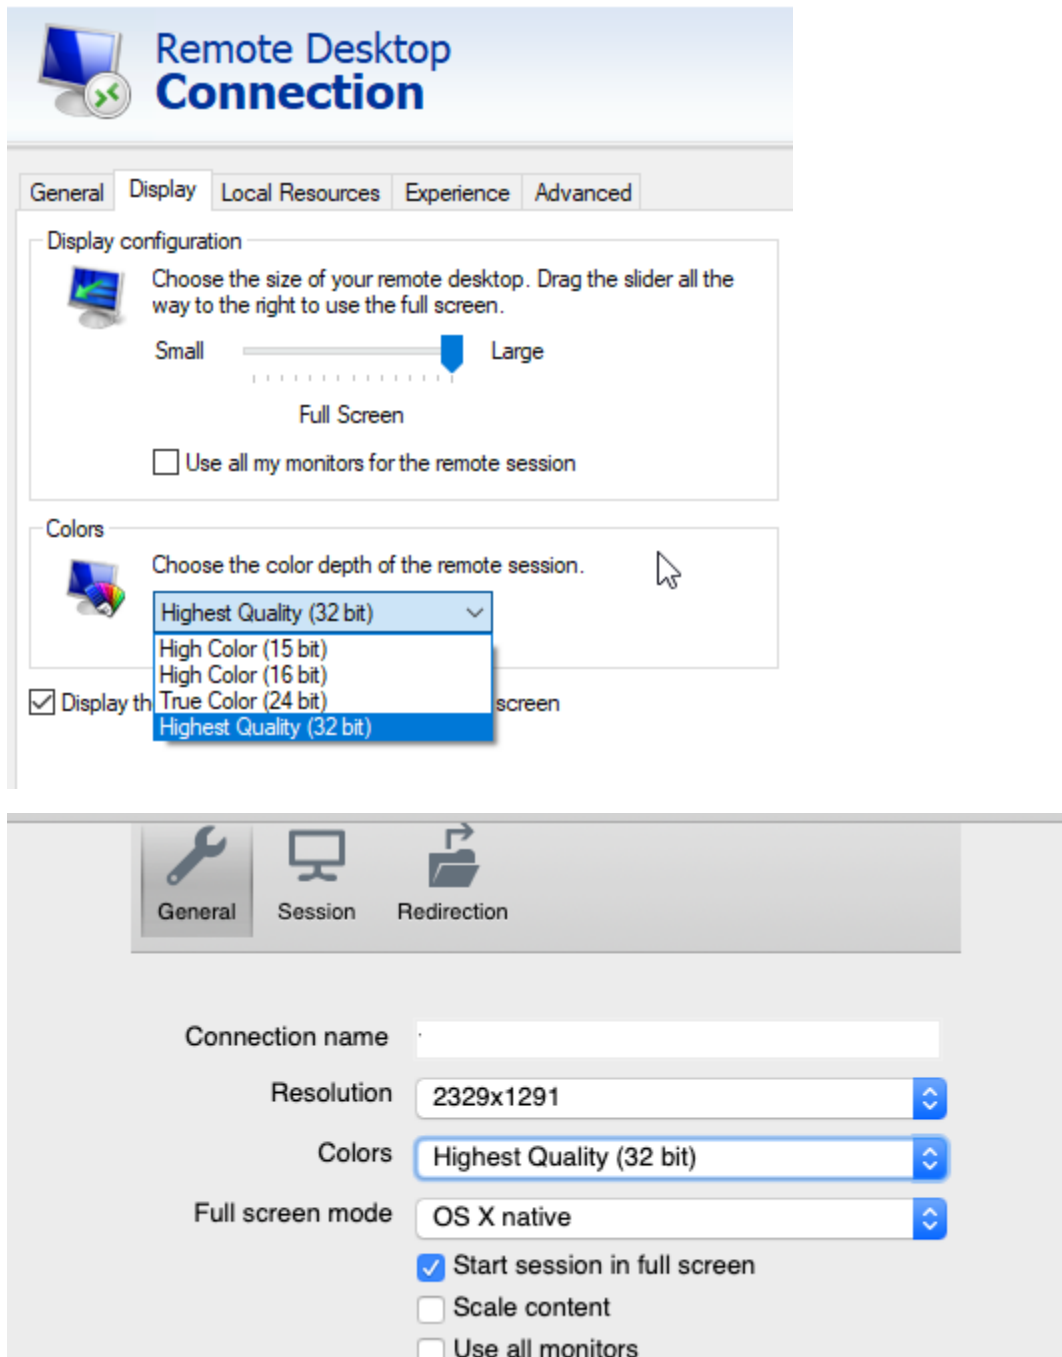 Remote Desktop
Connection
General Display Local Resources Experience Advanced
Display configuration
Choose the size of your remote desktop. Drag the slider all the
way to the right to use the full screen.
Small Large
Full Screen
Use all my monitors for the remote session
Colors
Choose the color depth of the remote session.
Highest Quality (32 bit)
High Color (15 bit)
High Color (16 bit)
True Color (24 bit)
Highest Quality (32 bit)
Display th screen
General Session Redirection
Connection name
Resolution 2329x1291
Colors Highest Quality (32 bit)
Full screen mode OS X native
Start session in full screen
Scale content
Use all monitors